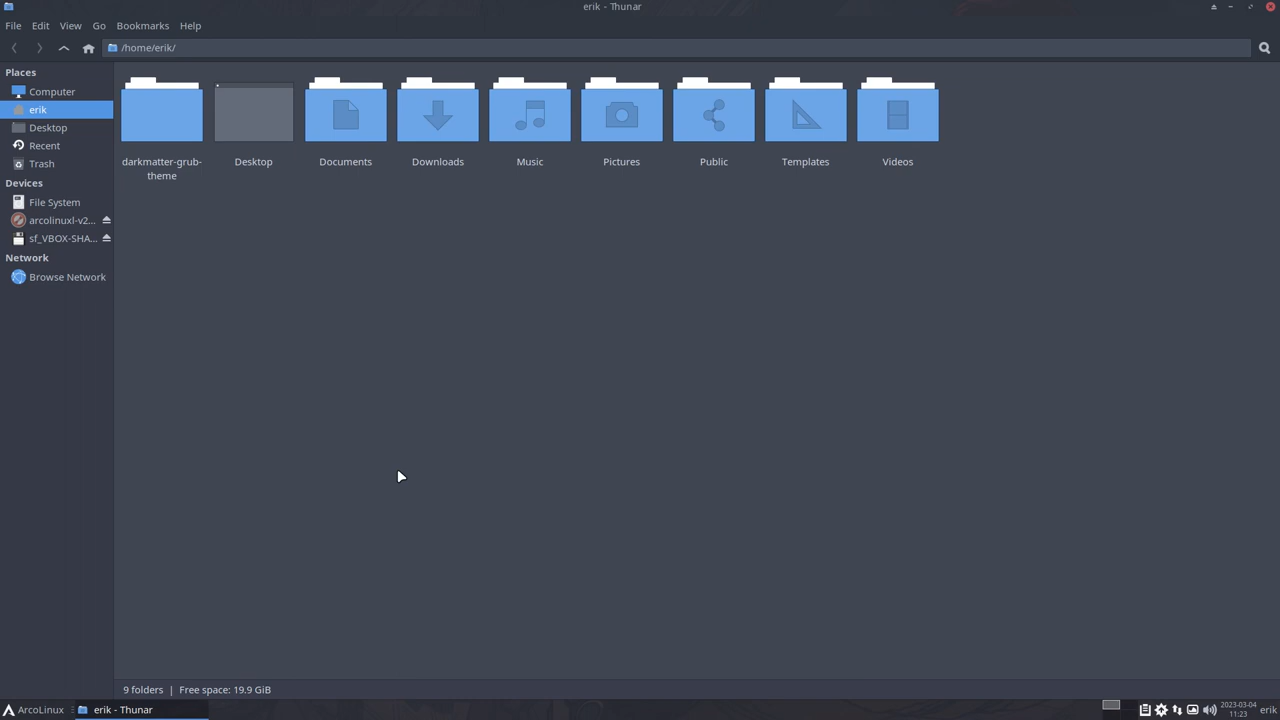 erik - Thunar
File Edit View Go Bookmarks Help
/home/erik/
Places
Computer
erik
Desktop
Recent
Trash
Devices
File System
arcolinuxl-v2...
sf_VBOX-SHA...
Network
Browse Network
darkmatter-grub-
theme
Desktop
Documents
Downloads
Music
Pictures
Public
Templates
Videos
9 folders | Free space: 19.9 GiB
ArcoLinux
erik - Thunar
2023-03-04
11:23
erik